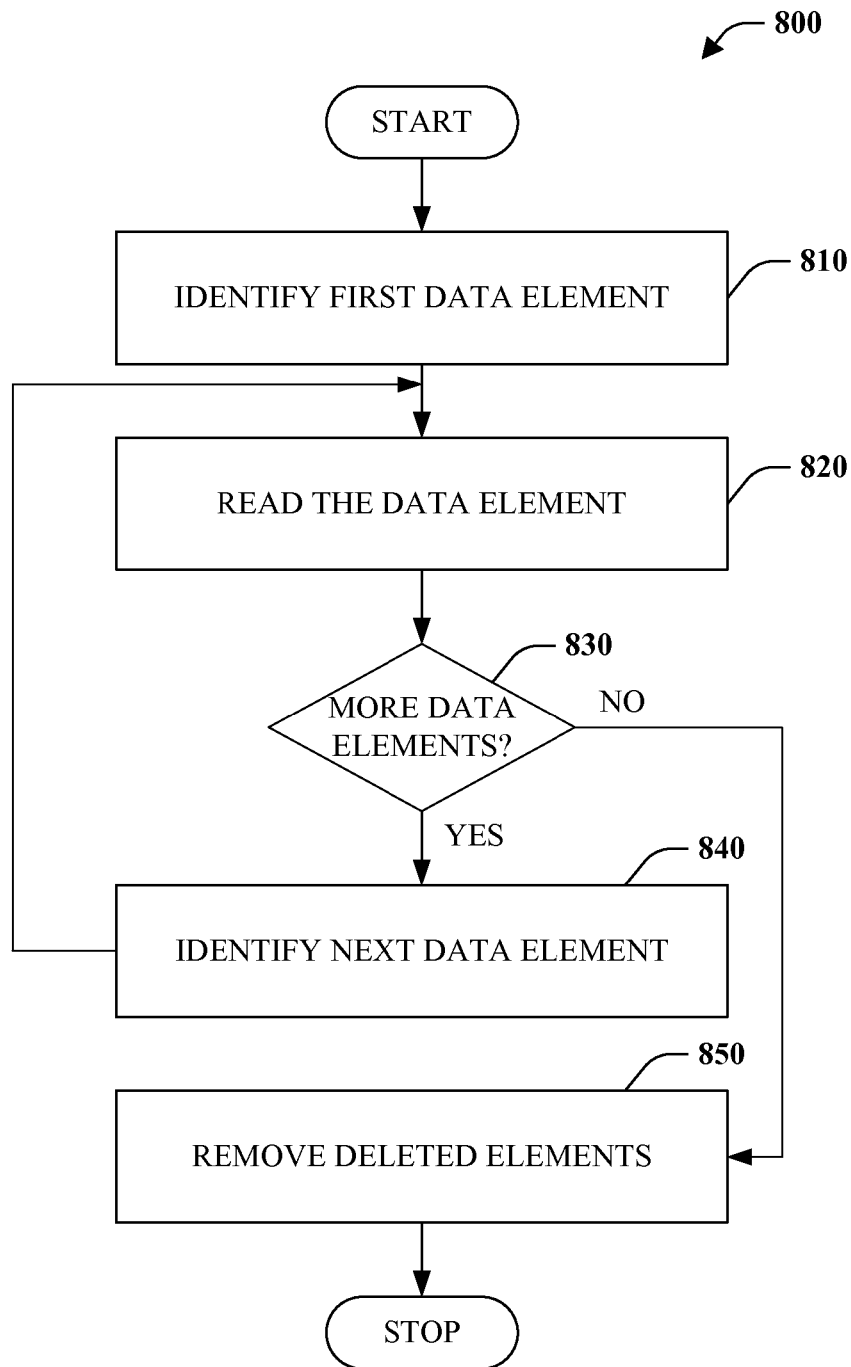 800
START
810
IDENTIFY FIRST DATA ELEMENT
820
READ THE DATA ELEMENT
830
MORE DATA
ELEMENTS?
NO
YES
840
IDENTIFY NEXT DATA ELEMENT
850
REMOVE DELETED ELEMENTS
STOP